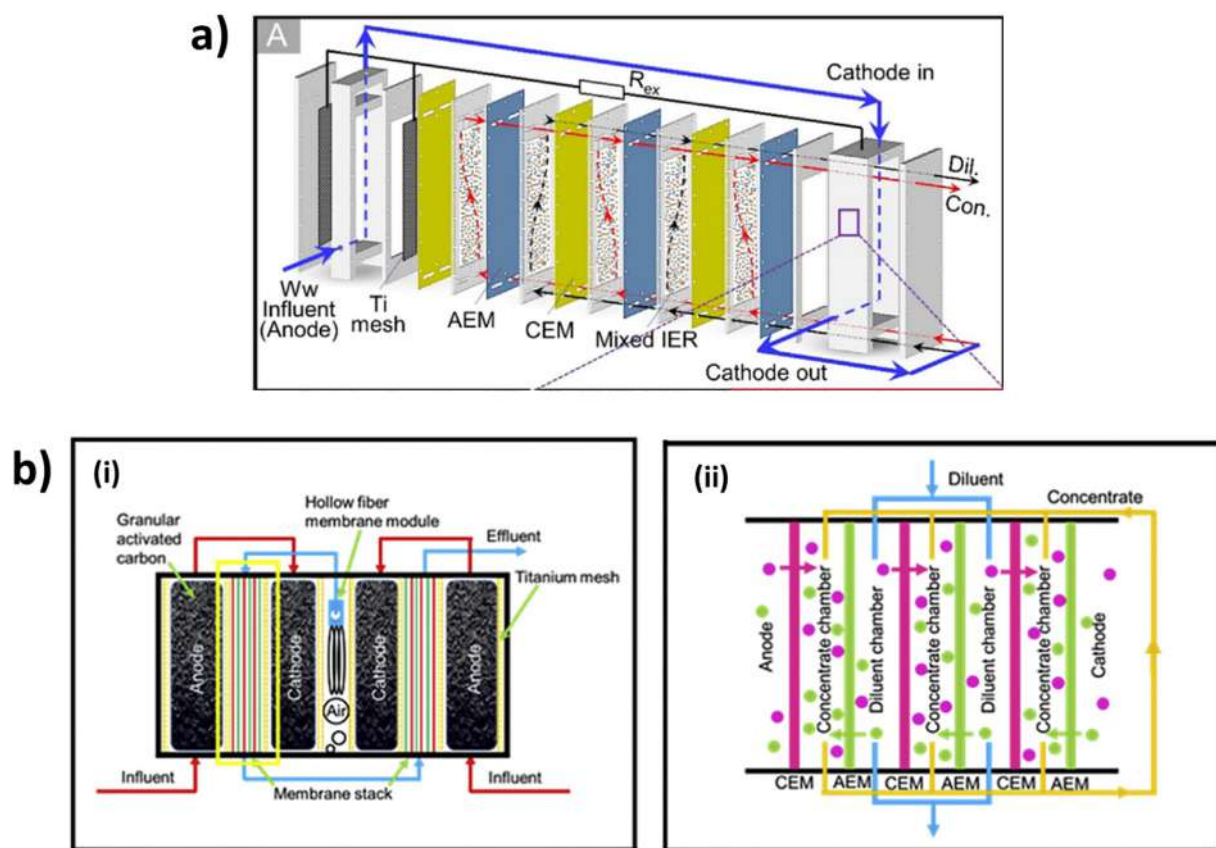 a)
A
Rex
Cathode in
Dil.
Con.
Ww
Influent
(Anode)
Ti
mesh
AEM
CEM
Mixed IER
Cathode out
b)
(i)
Granular
activated
carbon
Hollow fiber
membrane module
Effluent
Titanium mesh
Anode
Cathode
Air
Cathode
Anode
Influent
Membrane stack
Influent
(ii)
Diluent
Concentrate
Anode
Concentrate chamber
Diluent chamber
Concentrate chamber
Diluent chamber
Concentrate chamber
Cathode
CEM
AEM
CEM
AEM
CEM
AEM